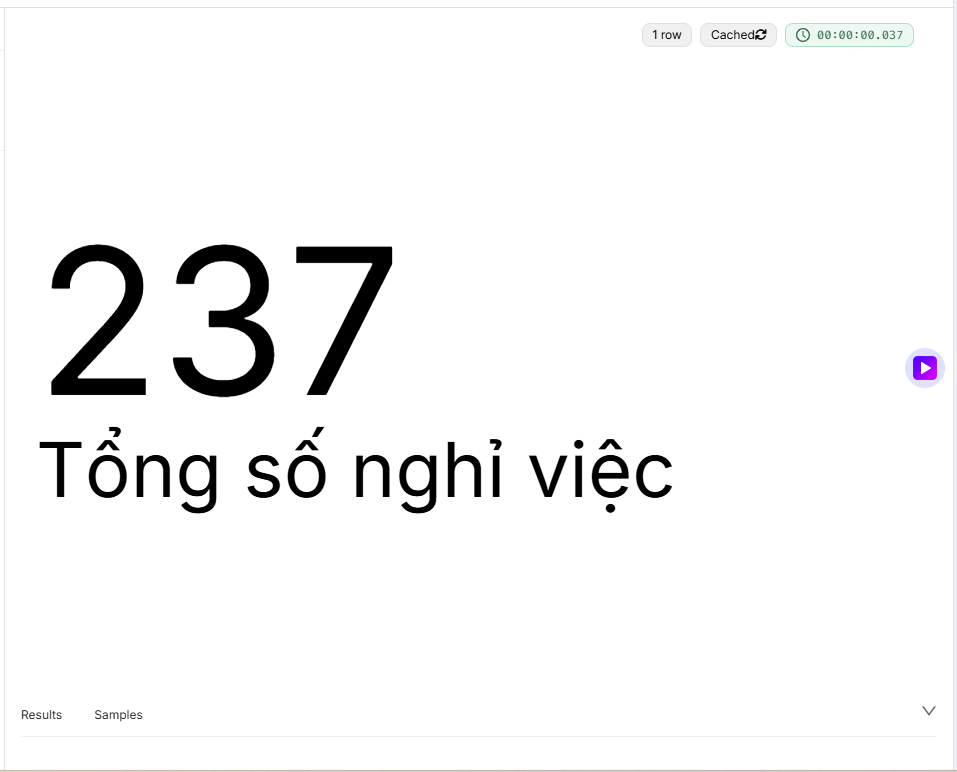 1 row Cached 00:00:00.037
237
Tổng số nghỉ việc
Results Samples